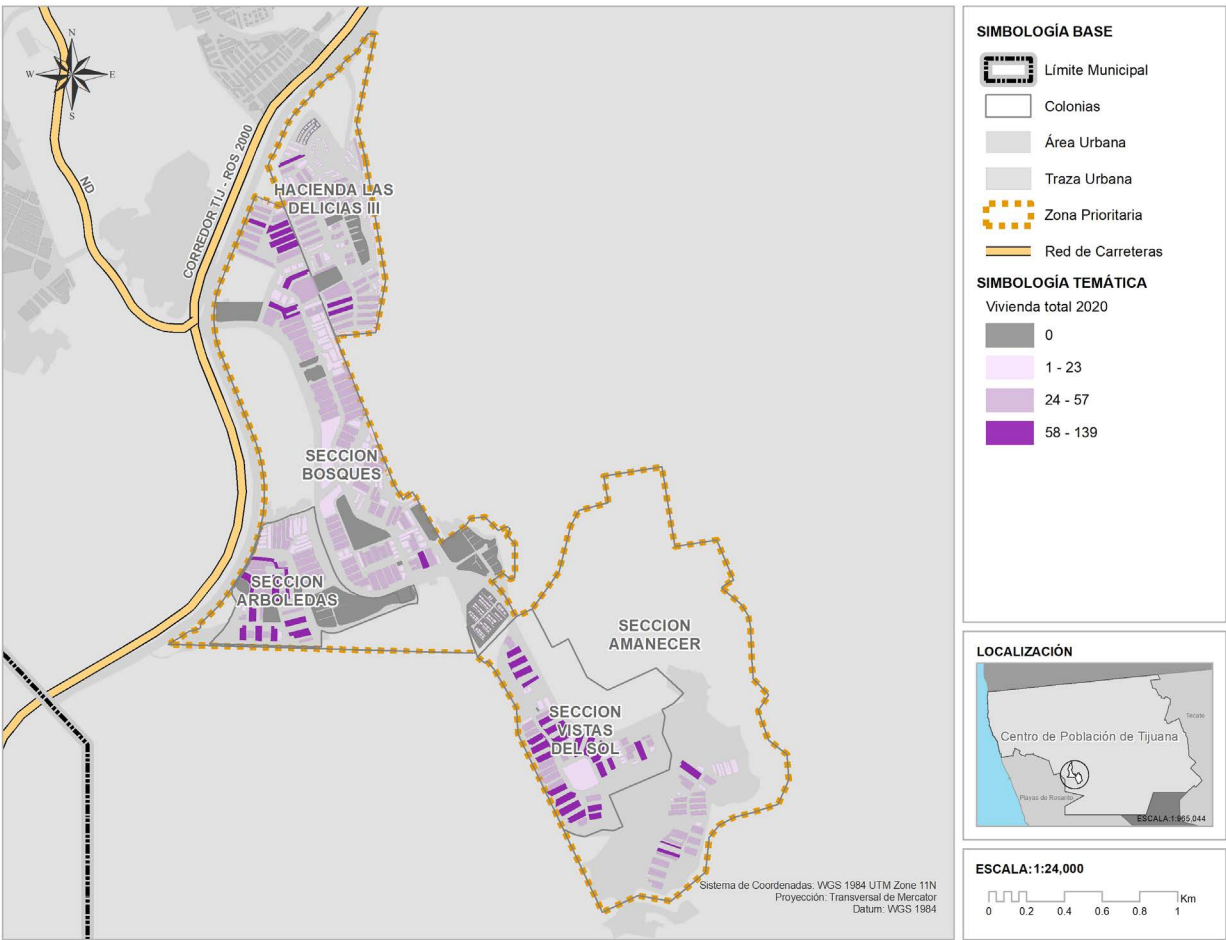 N
W
E
S
CORREDOR TIJ - ROS 2000
ND
HACIENDA LAS
DELICIAS III
SECCION
BOSQUES
SECCION
ARBOLEDAS
SECCION
AMANECER
SECCION
VISTAS
DEL SOL
Sistema de Coordenadas: WGS 1984 UTM Zone 11N
Proyección: Transversal de Mercator
Datum: WGS 1984
SIMBOLOGÍA BASE
Límite Municipal
Colonias
Área Urbana
Traza Urbana
Zona Prioritaria
Red de Carreteras
SIMBOLOGÍA TEMÁTICA
Vivienda total 2020
0
1 - 23
24 - 57
58 - 139
LOCALIZACIÓN
Tecate
Centro de Población de Tijuana
Playas de Rosarito
ESCALA:1:965,044
ESCALA:1:24,000
Km
0 0.2 0.4 0.6 0.8 1